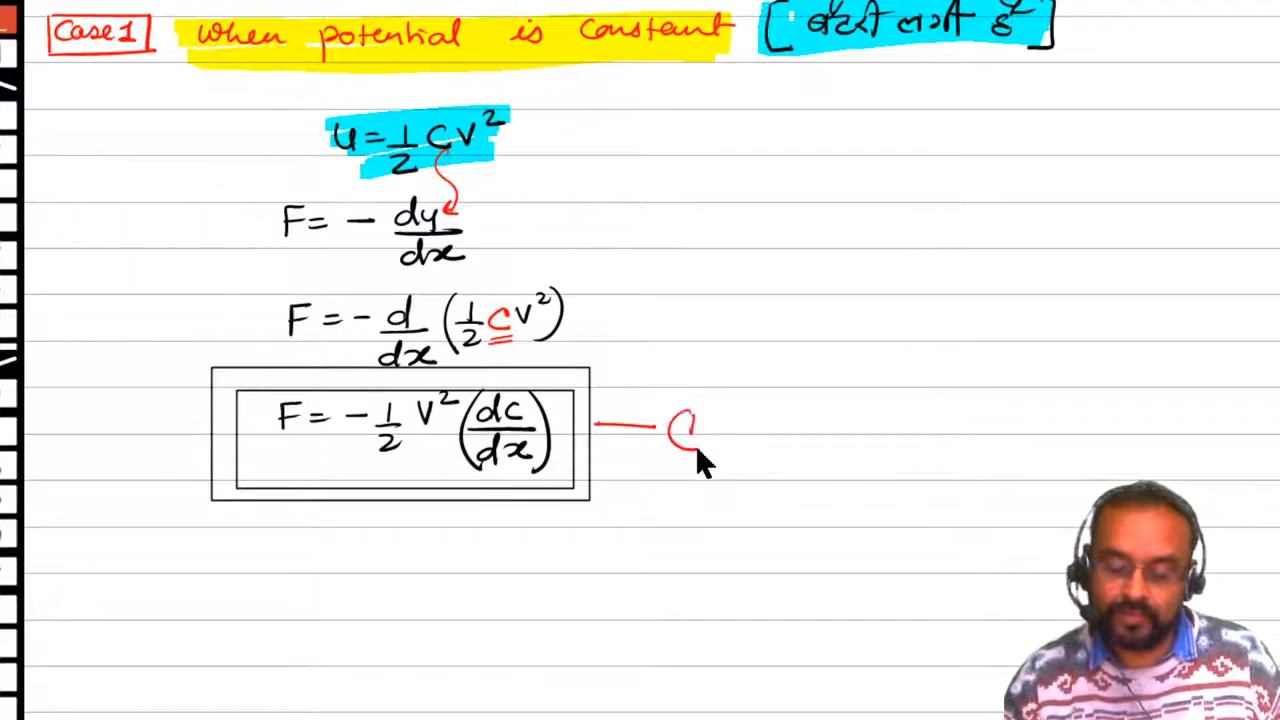 Case 1 When potential is constant [बैटरी लगी है]
U = 1/2 CV²
F = - dy/dx
F = - d/dx (1/2 CV²)
F = - 1/2 V² (dc/dx) — C